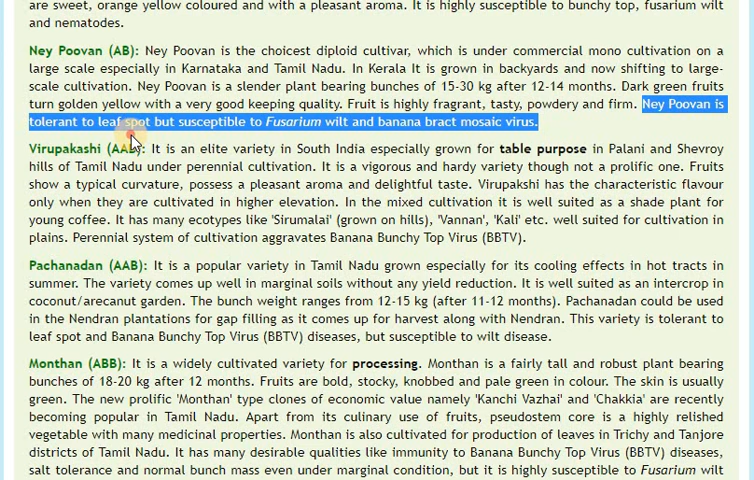 are sweet, orange yellow coloured and with a pleasant aroma. It is highly susceptible to bunchy top, fusarium wilt
and nematodes.
Ney Poovan (AB): Ney Poovan is the choicest diploid cultivar, which is under commercial mono cultivation on a
large scale especially in Karnataka and Tamil Nadu. In Kerala It is grown in backyards and now shifting to large-
scale cultivation. Ney Poovan is a slender plant bearing bunches of 15-30 kg after 12-14 months. Dark green fruits
turn golden yellow with a very good keeping quality. Fruit is highly fragrant, tasty, powdery and firm. Ney Poovan is
tolerant to leaf spot but susceptible to Fusarium wilt and banana bract mosaic virus.
Virupakashi (AAB): It is an elite variety in South India especially grown for table purpose in Palani and Shevroy
hills of Tamil Nadu under perennial cultivation. It is a vigorous and hardy variety though not a prolific one. Fruits
show a typical curvature, possess a pleasant aroma and delightful taste. Virupakshi has the characteristic flavour
only when they are cultivated in higher elevation. In the mixed cultivation it is well suited as a shade plant for
young coffee. It has many ecotypes like 'Sirumalai' (grown on hills), 'Vannan', 'Kali' etc. well suited for cultivation in
plains. Perennial system of cultivation aggravates Banana Bunchy Top Virus (BBTV).
Pachanadan (AAB): It is a popular variety in Tamil Nadu grown especially for its cooling effects in hot tracts in
summer. The variety comes up well in marginal soils without any yield reduction. It is well suited as an intercrop in
coconut/arecanut garden. The bunch weight ranges from 12-15 kg (after 11-12 months). Pachanadan could be used
in the Nendran plantations for gap filling as it comes up for harvest along with Nendran. This variety is tolerant to
leaf spot and Banana Bunchy Top Virus (BBTV) diseases, but susceptible to wilt disease.
Monthan (ABB): It is a widely cultivated variety for processing. Monthan is a fairly tall and robust plant bearing
bunches of 18-20 kg after 12 months. Fruits are bold, stocky, knobbed and pale green in colour. The skin is usually
green. The new prolific 'Monthan' type clones of economic value namely 'Kanchi Vazhai' and 'Chakkia' are recently
becoming popular in Tamil Nadu. Apart from its culinary use of fruits, pseudostem core is a highly relished
vegetable with many medicinal properties. Monthan is also cultivated for production of leaves in Trichy and Tanjore
districts of Tamil Nadu. It has many desirable qualities like immunity to Banana Bunchy Top Virus (BBTV) diseases,
salt tolerance and normal bunch mass even under marginal condition, but it is highly susceptible to Fusarium wilt